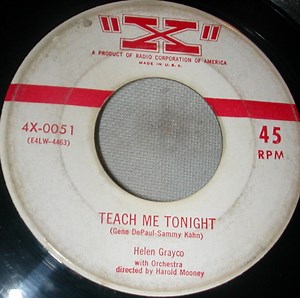 "X"
A PRODUCT OF RADIO CORPORATION OF AMERICA
MADE IN U.S.A.
4X-0051
(E4LW-4463)
45
RPM
TEACH ME TONIGHT
(Gene DePaul-Sammy Kahn)
Helen Grayco
with Orchestra
directed by Harold Mooney